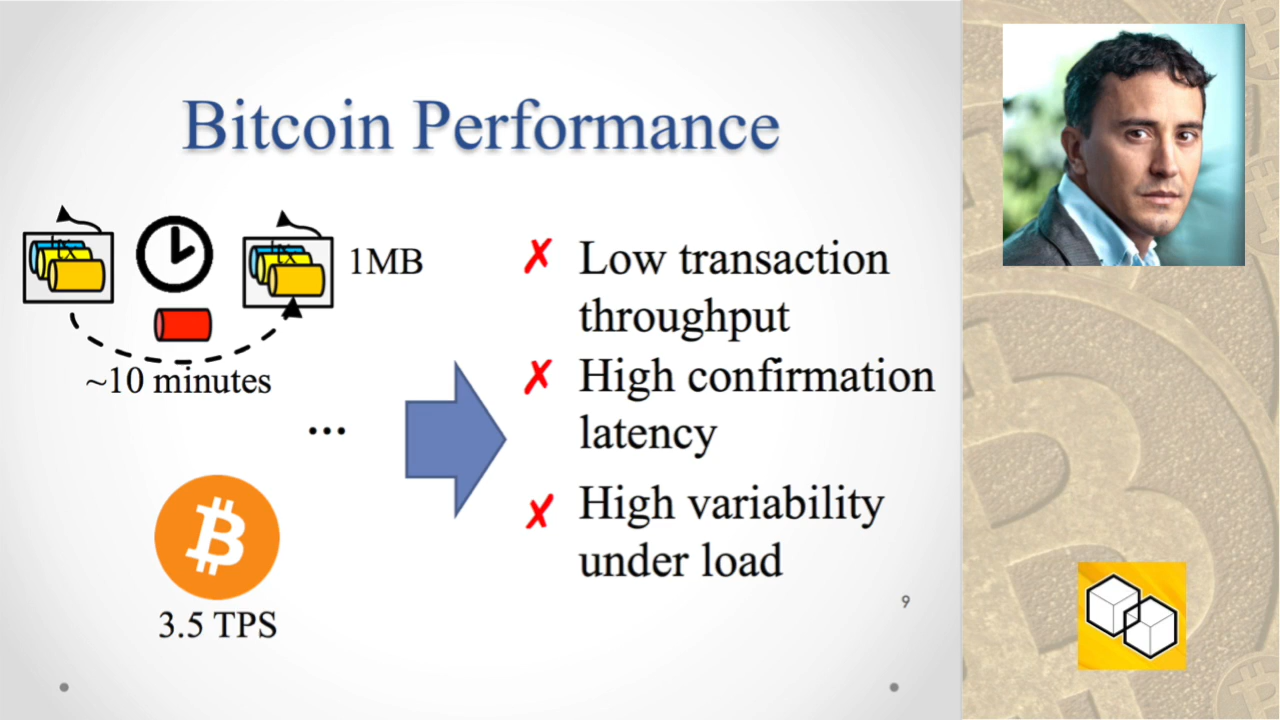 Bitcoin Performance
1MB
~10 minutes
...
3.5 TPS
✗ Low transaction
throughput
✗ High confirmation
latency
✗ High variability
under load
9